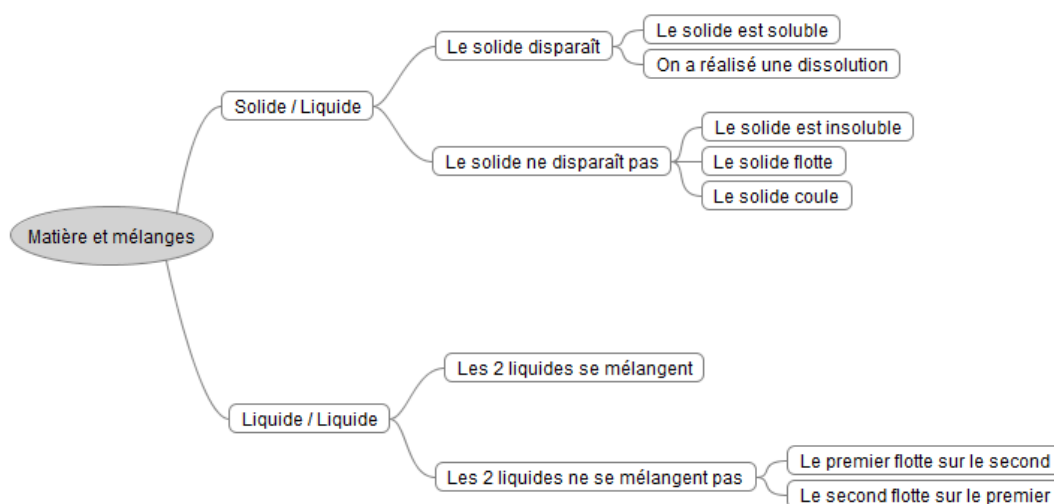 Matière et mélanges
Solide / Liquide
Le solide disparaît
Le solide est soluble
On a réalisé une dissolution
Le solide ne disparaît pas
Le solide est insoluble
Le solide flotte
Le solide coule
Liquide / Liquide
Les 2 liquides se mélangent
Les 2 liquides ne se mélangent pas
Le premier flotte sur le second
Le second flotte sur le premier